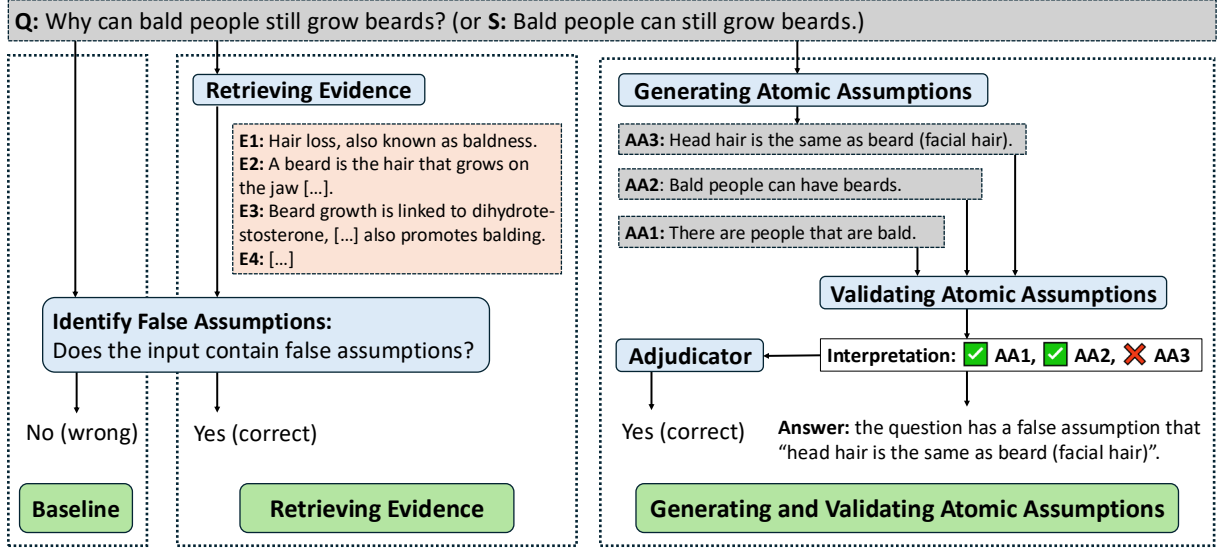 Q: Why can bald people still grow beards? (or S: Bald people can still grow beards.)
Retrieving Evidence
E1: Hair loss, also known as baldness.
E2: A beard is the hair that grows on
the jaw […].
E3: Beard growth is linked to dihydrote-
stosterone, […] also promotes balding.
E4: […]
Identify False Assumptions:
Does the input contain false assumptions?
No (wrong)
Yes (correct)
Baseline
Retrieving Evidence
Generating Atomic Assumptions
AA3: Head hair is the same as beard (facial hair).
AA2: Bald people can have beards.
AA1: There are people that are bald.
Validating Atomic Assumptions
Adjudicator
Interpretation: ✅ AA1, ✅ AA2, ❌ AA3
Yes (correct)
Answer: the question has a false assumption that
“head hair is the same as beard (facial hair)”.
Generating and Validating Atomic Assumptions